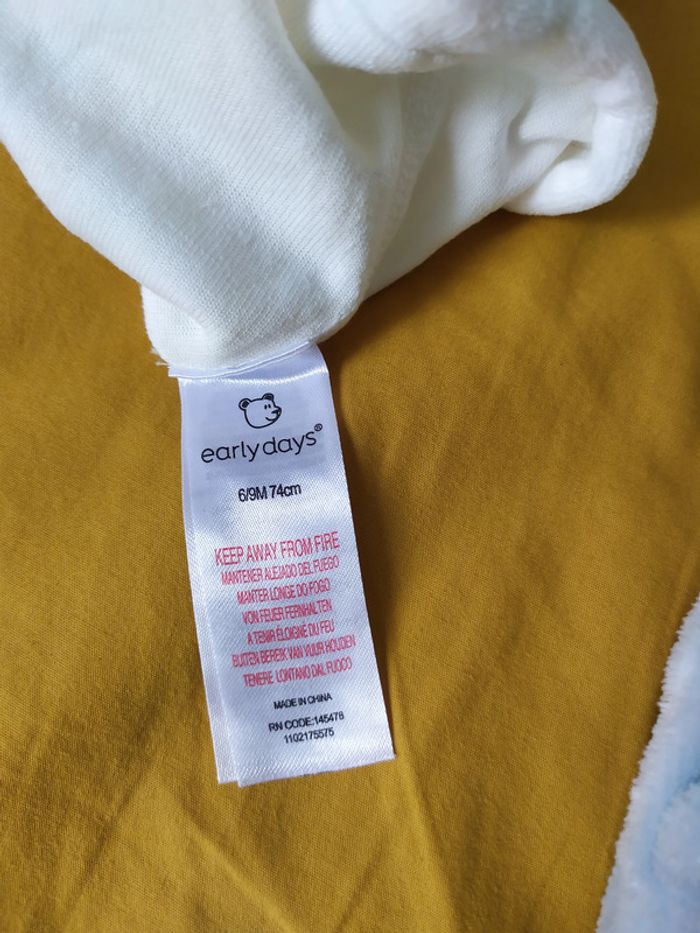 early days®
6/9M 74cm
KEEP AWAY FROM FIRE
MANTENER ALEJADO DEL FUEGO
MANTER LONGE DO FOGO
VON FEUER FERNHALTEN
A TENIR ÉLOIGNÉ DU FEU
BUITEN BEREIK VAN VUUR HOUDEN
TENERE LONTANO DAL FUOCO
MADE IN CHINA
RN CODE:145478
1102175575